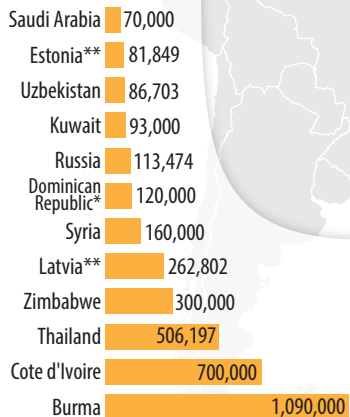 Saudi Arabia 70,000
Estonia** 81,849
Uzbekistan 86,703
Kuwait 93,000
Russia 113,474
Dominican
Republic* 120,000
Syria 160,000
Latvia** 262,802
Zimbabwe 300,000
Thailand 506,197
Cote d'Ivoire 700,000
Burma 1,090,000